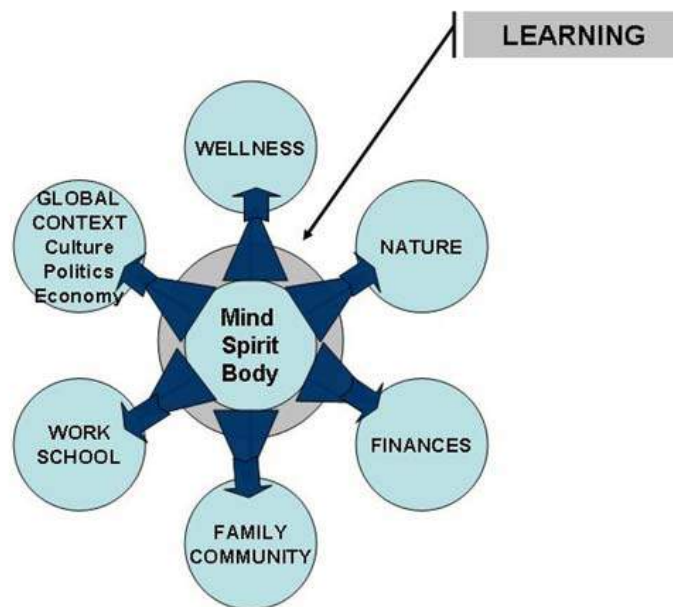 LEARNING
WELLNESS
GLOBAL
CONTEXT
Culture
Politics
Economy
NATURE
Mind
Spirit
Body
WORK
SCHOOL
FINANCES
FAMILY
COMMUNITY